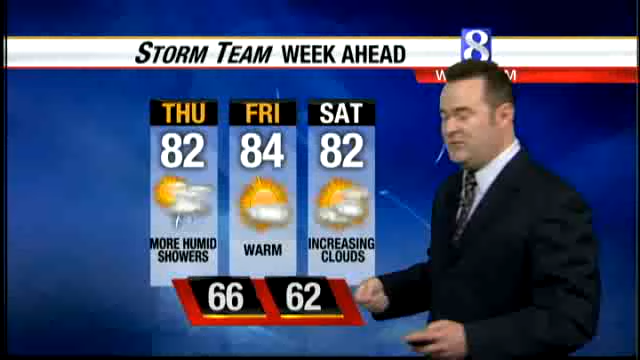 STORM TEAM WEEK AHEAD
8
W M
THU FRI SAT
82 84 82
MORE HUMID SHOWERS WARM INCREASING CLOUDS
66 62